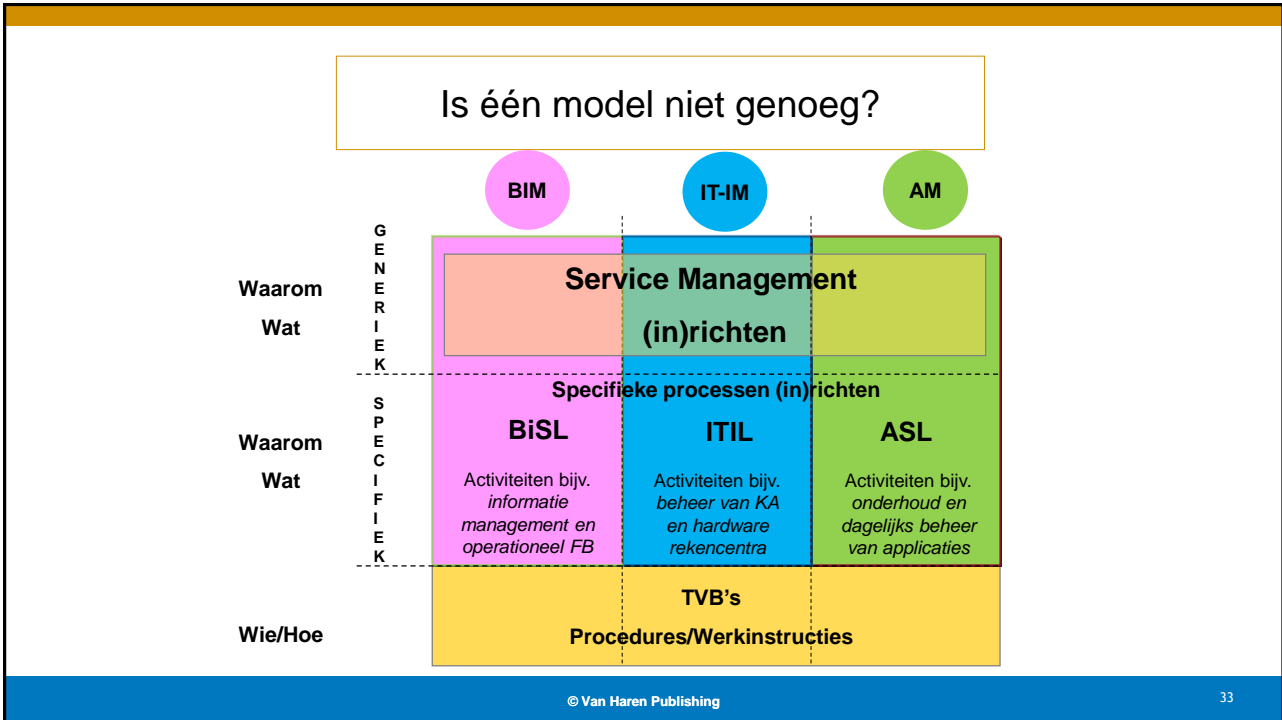 Is één model niet genoeg?
BIM
IT-IM
AM
GENERIEK
Waarom
Wat
Service Management
(in)richten
Specifieke processen (in)richten
SPECIFIEK
Waarom
Wat
BiSL
Activiteiten bijv.
informatie
management en
operationeel FB
ITIL
Activiteiten bijv.
beheer van KA
en hardware
rekencentra
ASL
Activiteiten bijv.
onderhoud en
dagelijks beheer
van applicaties
Wie/Hoe
TVB's
Procedures/Werkinstructies
© Van Haren Publishing
33